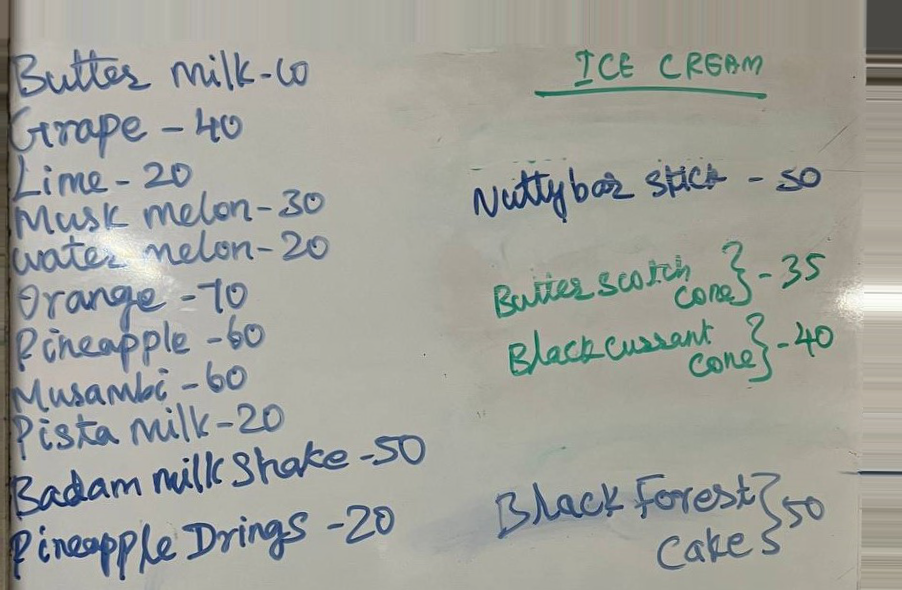 Butter milk-10
Grape - 40
Lime - 20
Musk melon-30
water melon-20
Orange -70
Pineapple -60
Musambi -60
Pista milk-20
Badam milk Shake -50
Pineapple Drings -20
ICE CREAM
Nuttybar stick - 50
Butter scotch
cone} -35
Black current
cone} -40
Black Forest
Cake} 50